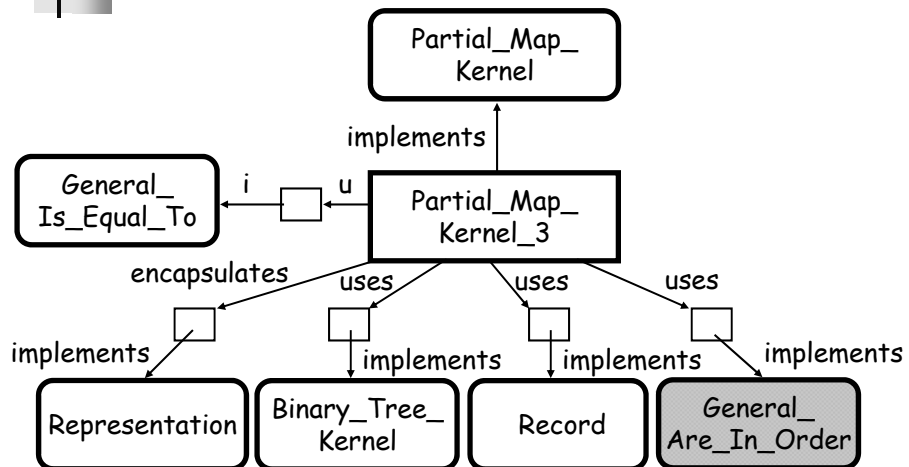 Partial_Map_
Kernel
implements
General_
Is_Equal_To
i
u
Partial_Map_
Kernel_3
encapsulates
uses
uses
uses
implements
implements
implements
implements
Representation
Binary_Tree_
Kernel
Record
General_
Are_In_Order